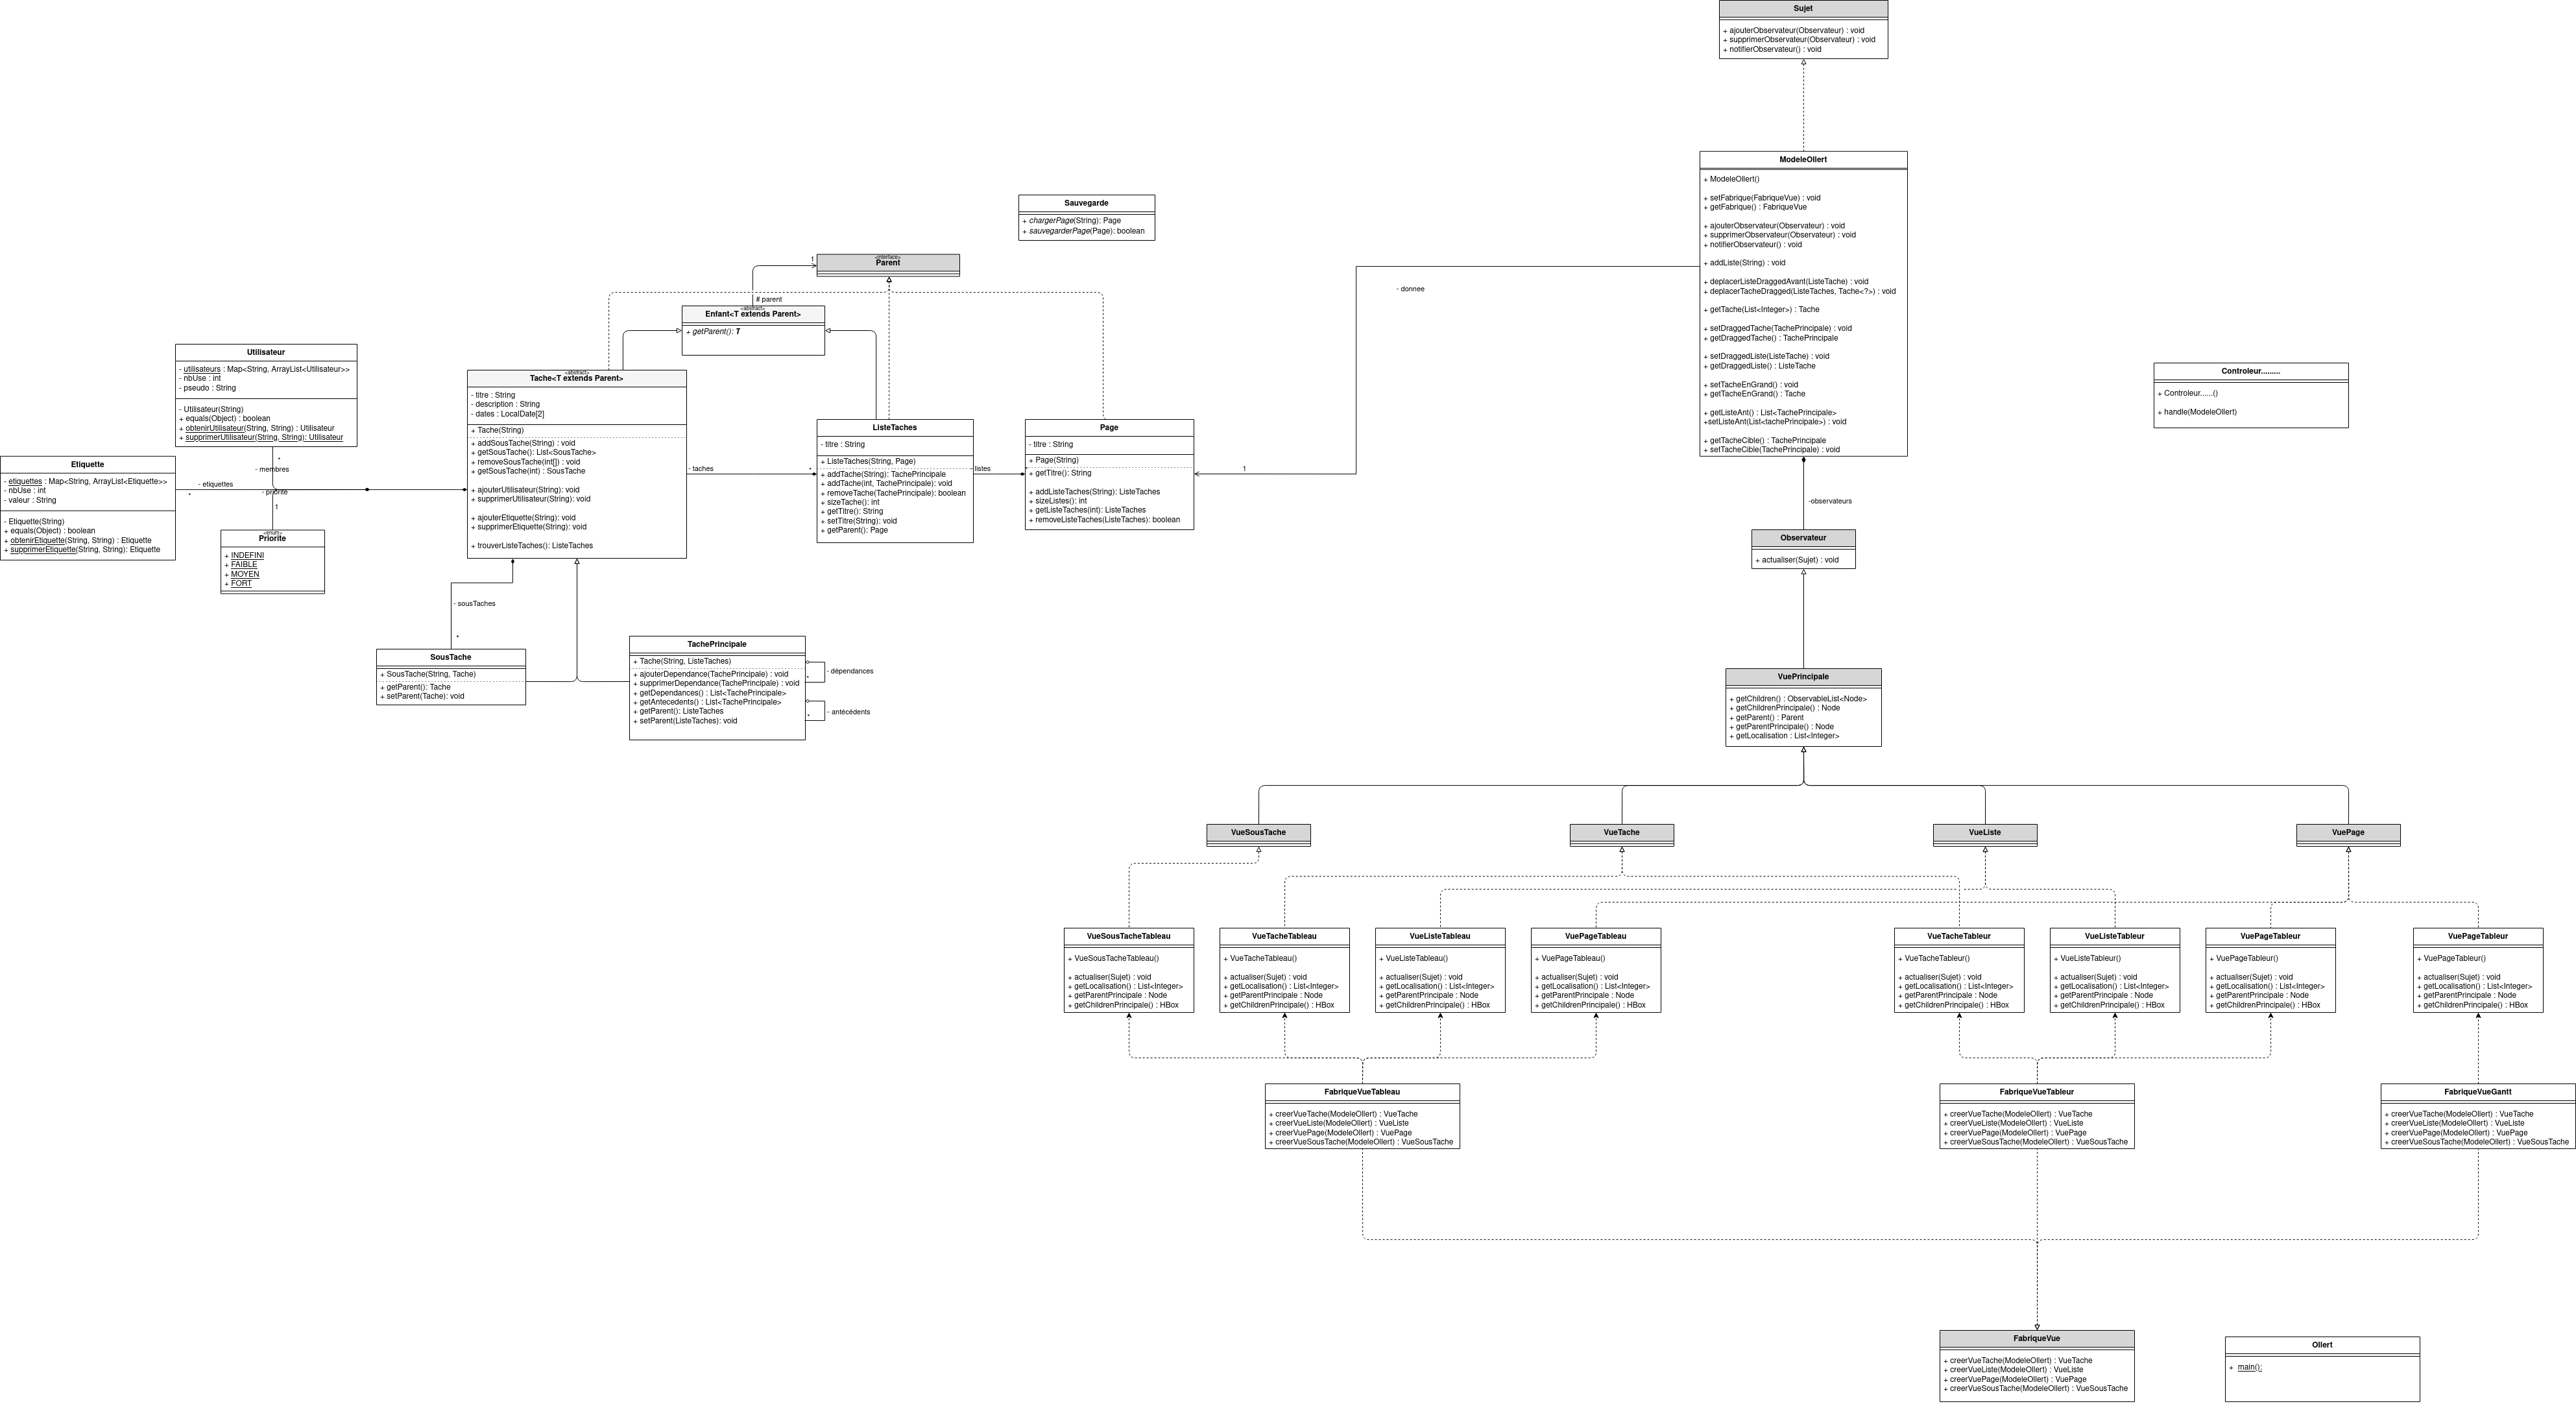 Sujet
+ ajouterObservateur(Observateur) : void
+ supprimerObservateur(Observateur) : void
+ notifierObservateur() : void
ModeleOllert
+ ModeleOllert()
+ setFabrique(FabriqueVue) : void
+ getFabrique() : FabriqueVue
+ ajouterObservateur(Observateur) : void
+ supprimerObservateur(Observateur) : void
+ notifierObservateur() : void
+ addListe(String) : void
+ deplacerListeDraggedAvant(ListeTache) : void
+ deplacerTacheDragged(ListeTaches, Tache<?>) : void
+ getTache(List<Integer>) : Tache
+ setDraggedTache(TachePrincipale) : void
+ getDraggedTache() : TachePrincipale
+ setDraggedListe(ListeTache) : void
+ getDraggedListe() : ListeTache
+ setTacheEnGrand() : void
+ getTacheEnGrand() : Tache
+ getListeAnt() : List<TachePrincipale>
+setListeAnt(List<tachePrincipale>) : void
+ getTacheCible() : TachePrincipale
+ setTacheCible(TachePrincipale) : void
Sauvegarde
+ chargerPage(String): Page
+ sauvegarderPage(Page): boolean
<interface>
Parent
1
# parent
<abstract>
Enfant<T extends Parent>
+ getParent(): T
- donnee
1
Controleur.........
+ Controleur......()
+ handle(ModeleOllert)
Utilisateur
- utilisateurs : Map<String, ArrayList<Utilisateur>>
- nbUse : int
- pseudo : String
- Utilisateur(String)
+ equals(Object) : boolean
+ obtenirUtilisateur(String, String) : Utilisateur
+ supprimerUtilisateur(String, String): Utilisateur
*
- membres
Etiquette
- etiquettes : Map<String, ArrayList<Etiquette>>
- nbUse : int
- valeur : String
- Etiquette(String)
+ equals(Object) : boolean
+ obtenirEtiquette(String, String) : Etiquette
+ supprimerEtiquette(String, String): Etiquette
- etiquettes
*
- priorite
1
<enum>
Priorite
+ INDEFINI
+ FAIBLE
+ MOYEN
+ FORT
<abstract>
Tache<T extends Parent>
- titre : String
- description : String
- dates : LocalDate[2]
+ Tache(String)
+ addSousTache(String) : void
+ getSousTache(): List<SousTache>
+ removeSousTache(int[]) : void
+ getSousTache(int) : SousTache
+ ajouterUtilisateur(String): void
+ supprimerUtilisateur(String): void
+ ajouterEtiquette(String): void
+ supprimerEtiquette(String): void
+ trouverListeTaches(): ListeTaches
- taches
*
ListeTaches
- titre : String
+ ListeTaches(String, Page)
+ addTache(String): TachePrincipale
+ addTache(int, TachePrincipale): void
+ removeTache(TachePrincipale): boolean
+ sizeTache(): int
+ getTitre(): String
+ setTitre(String): void
+ getParent(): Page
listes
Page
- titre : String
+ Page(String)
+ getTitre(): String
+ addListeTaches(String): ListeTaches
+ sizeListes(): int
+ getListeTaches(int): ListeTaches
+ removeListeTaches(ListeTaches): boolean
- sousTaches
*
SousTache
+ SousTache(String, Tache)
+ getParent(): Tache
+ setParent(Tache): void
TachePrincipale
+ Tache(String, ListeTaches)
+ ajouterDependance(TachePrincipale) : void
+ supprimerDependance(TachePrincipale) : void
+ getDependances() : List<TachePrincipale>
+ getAntecedents() : List<TachePrincipale>
+ getParent(): ListeTaches
+ setParent(ListeTaches): void
- dépendances
*
- antécédents
*
-observateurs
Observateur
+ actualiser(Sujet) : void
VuePrincipale
+ getChildren() : ObservableList<Node>
+ getChildrenPrincipale() : Node
+ getParent() : Parent
+ getParentPrincipale() : Node
+ getLocalisation : List<Integer>
VueSousTache
VueTache
VueListe
VuePage
VueSousTacheTableau
+ VueSousTacheTableau()
+ actualiser(Sujet) : void
+ getLocalisation() : List<Integer>
+ getParentPrincipale : Node
+ getChildrenPrincipale() : HBox
VueTacheTableau
+ VueTacheTableau()
+ actualiser(Sujet) : void
+ getLocalisation() : List<Integer>
+ getParentPrincipale : Node
+ getChildrenPrincipale() : HBox
VueListeTableau
+ VueListeTableau()
+ actualiser(Sujet) : void
+ getLocalisation() : List<Integer>
+ getParentPrincipale : Node
+ getChildrenPrincipale() : HBox
VuePageTableau
+ VuePageTableau()
+ actualiser(Sujet) : void
+ getLocalisation() : List<Integer>
+ getParentPrincipale : Node
+ getChildrenPrincipale() : HBox
VueTacheTableur
+ VueTacheTableur()
+ actualiser(Sujet) : void
+ getLocalisation() : List<Integer>
+ getParentPrincipale : Node
+ getChildrenPrincipale() : HBox
VueListeTableur
+ VueListeTableur()
+ actualiser(Sujet) : void
+ getLocalisation() : List<Integer>
+ getParentPrincipale : Node
+ getChildrenPrincipale() : HBox
VuePageTableur
+ VuePageTableur()
+ actualiser(Sujet) : void
+ getLocalisation() : List<Integer>
+ getParentPrincipale : Node
+ getChildrenPrincipale() : HBox
VuePageTableur
+ VuePageTableur()
+ actualiser(Sujet) : void
+ getLocalisation() : List<Integer>
+ getParentPrincipale : Node
+ getChildrenPrincipale() : HBox
FabriqueVueTableau
+ creerVueTache(ModeleOllert) : VueTache
+ creerVueListe(ModeleOllert) : VueListe
+ creerVuePage(ModeleOllert) : VuePage
+ creerVueSousTache(ModeleOllert) : VueSousTache
FabriqueVueTableur
+ creerVueTache(ModeleOllert) : VueTache
+ creerVueListe(ModeleOllert) : VueListe
+ creerVuePage(ModeleOllert) : VuePage
+ creerVueSousTache(ModeleOllert) : VueSousTache
FabriqueVueGantt
+ creerVueTache(ModeleOllert) : VueTache
+ creerVueListe(ModeleOllert) : VueListe
+ creerVuePage(ModeleOllert) : VuePage
+ creerVueSousTache(ModeleOllert) : VueSousTache
FabriqueVue
+ creerVueTache(ModeleOllert) : VueTache
+ creerVueListe(ModeleOllert) : VueListe
+ creerVuePage(ModeleOllert) : VuePage
+ creerVueSousTache(ModeleOllert) : VueSousTache
Ollert
+ main():